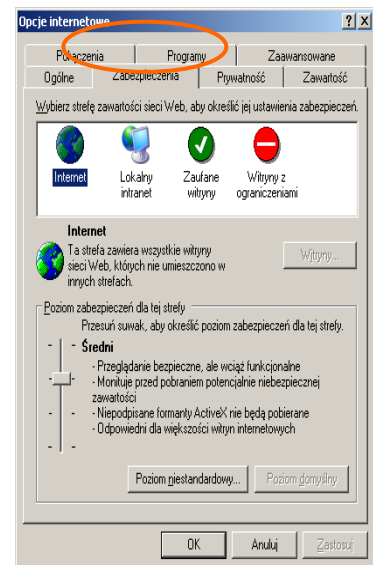 Opcje internetowe
Połączenia Programy Zaawansowane
Ogólne Zabezpieczenia Prywatność Zawartość
Wybierz strefę zawartości sieci Web, aby określić jej ustawienia zabezpieczeń.
Internet Lokalny intranet Zaufane witryny Witryny z ograniczeniami
Internet
Ta strefa zawiera wszystkie witryny
sieci Web, których nie umieszczono w
innych strefach.
Witryny...
Poziom zabezpieczeń dla tej strefy
Przesuń suwak, aby określić poziom zabezpieczeń dla tej strefy.
Średni
- Przeglądanie bezpieczne, ale wciąż funkcjonalne
- Monituje przed pobraniem potencjalnie niebezpiecznej
zawartości
- Niepodpisane formanty ActiveX nie będą pobierane
- Odpowiedni dla większości witryn internetowych
Poziom niestandardowy... Poziom domyślny
OK Anuluj Zastosuj